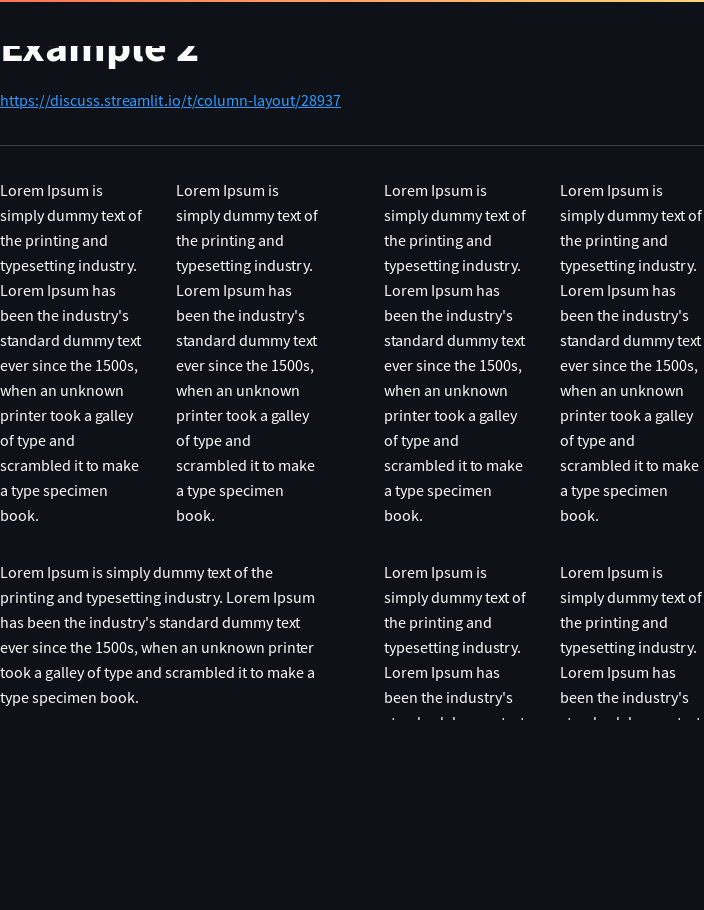 Example 2
https://discuss.streamlit.io/t/column-layout/28937
Lorem Ipsum is
simply dummy text of
the printing and
typesetting industry.
Lorem Ipsum has
been the industry's
standard dummy text
ever since the 1500s,
when an unknown
printer took a galley
of type and
scrambled it to make
a type specimen
book.
Lorem Ipsum is
simply dummy text of
the printing and
typesetting industry.
Lorem Ipsum has
been the industry's
standard dummy text
ever since the 1500s,
when an unknown
printer took a galley
of type and
scrambled it to make
a type specimen
book.
Lorem Ipsum is
simply dummy text of
the printing and
typesetting industry.
Lorem Ipsum has
been the industry's
standard dummy text
ever since the 1500s,
when an unknown
printer took a galley
of type and
scrambled it to make
a type specimen
book.
Lorem Ipsum is
simply dummy text of
the printing and
typesetting industry.
Lorem Ipsum has
been the industry's
standard dummy text
ever since the 1500s,
when an unknown
printer took a galley
of type and
scrambled it to make
a type specimen
book.
Lorem Ipsum is simply dummy text of the
printing and typesetting industry. Lorem Ipsum
has been the industry's standard dummy text
ever since the 1500s, when an unknown printer
took a galley of type and scrambled it to make a
type specimen book.
Lorem Ipsum is
simply dummy text of
the printing and
typesetting industry.
Lorem Ipsum has
been the industry's
Lorem Ipsum is
simply dummy text of
the printing and
typesetting industry.
Lorem Ipsum has
been the industry's